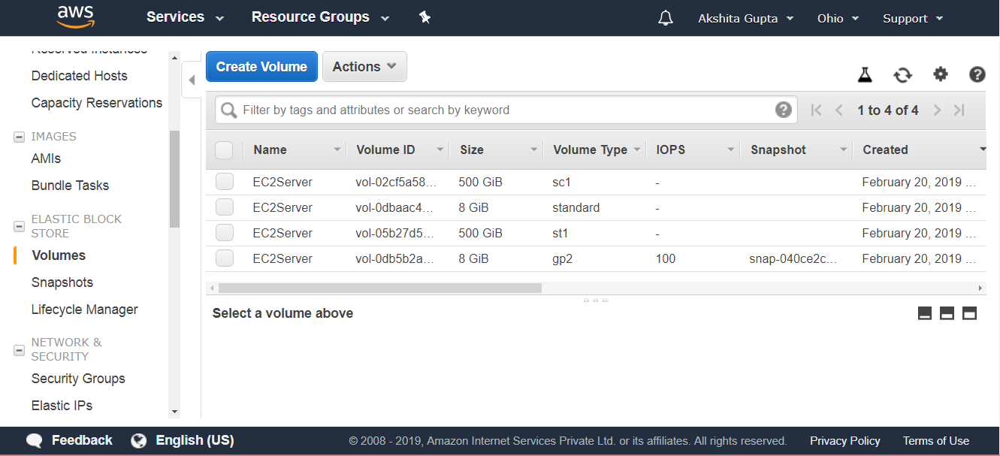 aws Services Resource Groups Akshita Gupta Ohio Support
Reserved Instances
Dedicated Hosts
Capacity Reservations
IMAGES
AMIs
Bundle Tasks
ELASTIC BLOCK
STORE
Volumes
Snapshots
Lifecycle Manager
NETWORK &
SECURITY
Security Groups
Elastic IPs
Create Volume Actions
Filter by tags and attributes or search by keyword 1 to 4 of 4
Name Volume ID Size Volume Type IOPS Snapshot Created
EC2Server vol-02cf5a58... 500 GiB sc1 - February 20, 2019 ...
EC2Server vol-0dbaac4... 8 GiB standard - February 20, 2019 ...
EC2Server vol-05b27d5... 500 GiB st1 - February 20, 2019 ...
EC2Server vol-0db5b2a... 8 GiB gp2 100 snap-040ce2c... February 20, 2019 ...
Select a volume above
Feedback English (US) © 2008 - 2019, Amazon Internet Services Private Ltd. or its affiliates. All rights reserved. Privacy Policy Terms of Use